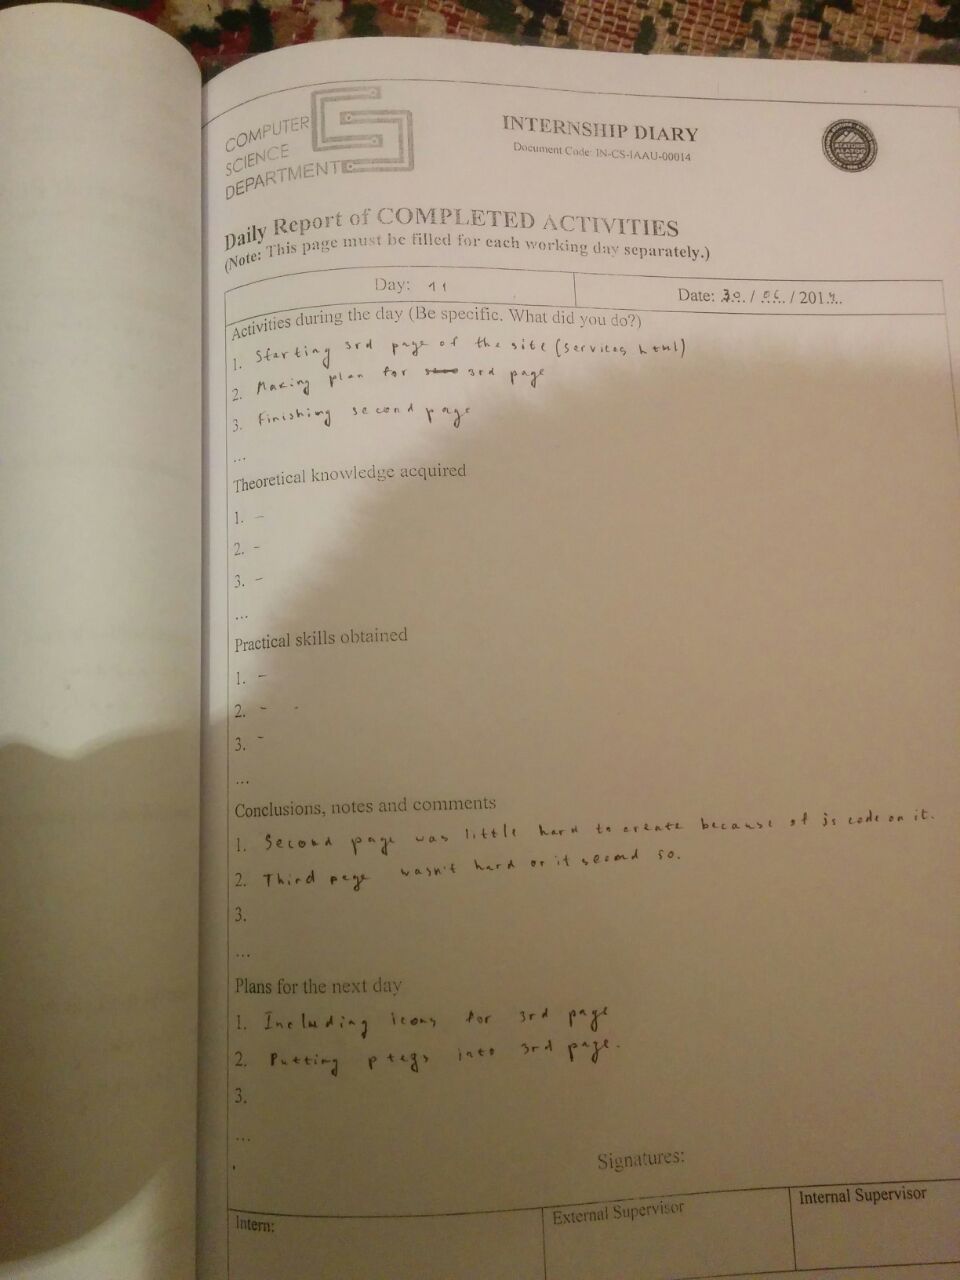 COMPUTER
SCIENCE
DEPARTMENT
INTERNSHIP DIARY
Document Code: IN-CS-IAAU-00014
Daily Report of COMPLETED ACTIVITIES
(Note: This page must be filled for each working day separately.)
Day: 11
Date: 30../ 06../ 2017..
Activities during the day (Be specific. What did you do?)
1. Starting 3rd page of the site (services html)
2. Making plan for 3rd page
3. Finishing second page
...
Theoretical knowledge acquired
1. –
2. –
3. –
...
Practical skills obtained
1. –
2. –
3. –
...
Conclusions, notes and comments
1. Second page was little hard to create because of js code on it.
2. Third page wasn't hard or it second so.
3.
...
Plans for the next day
1. Including icons for 3rd page
2. Putting p tegs into 3rd page.
3.
...
Signatures:
Intern:
External Supervisor
Internal Supervisor